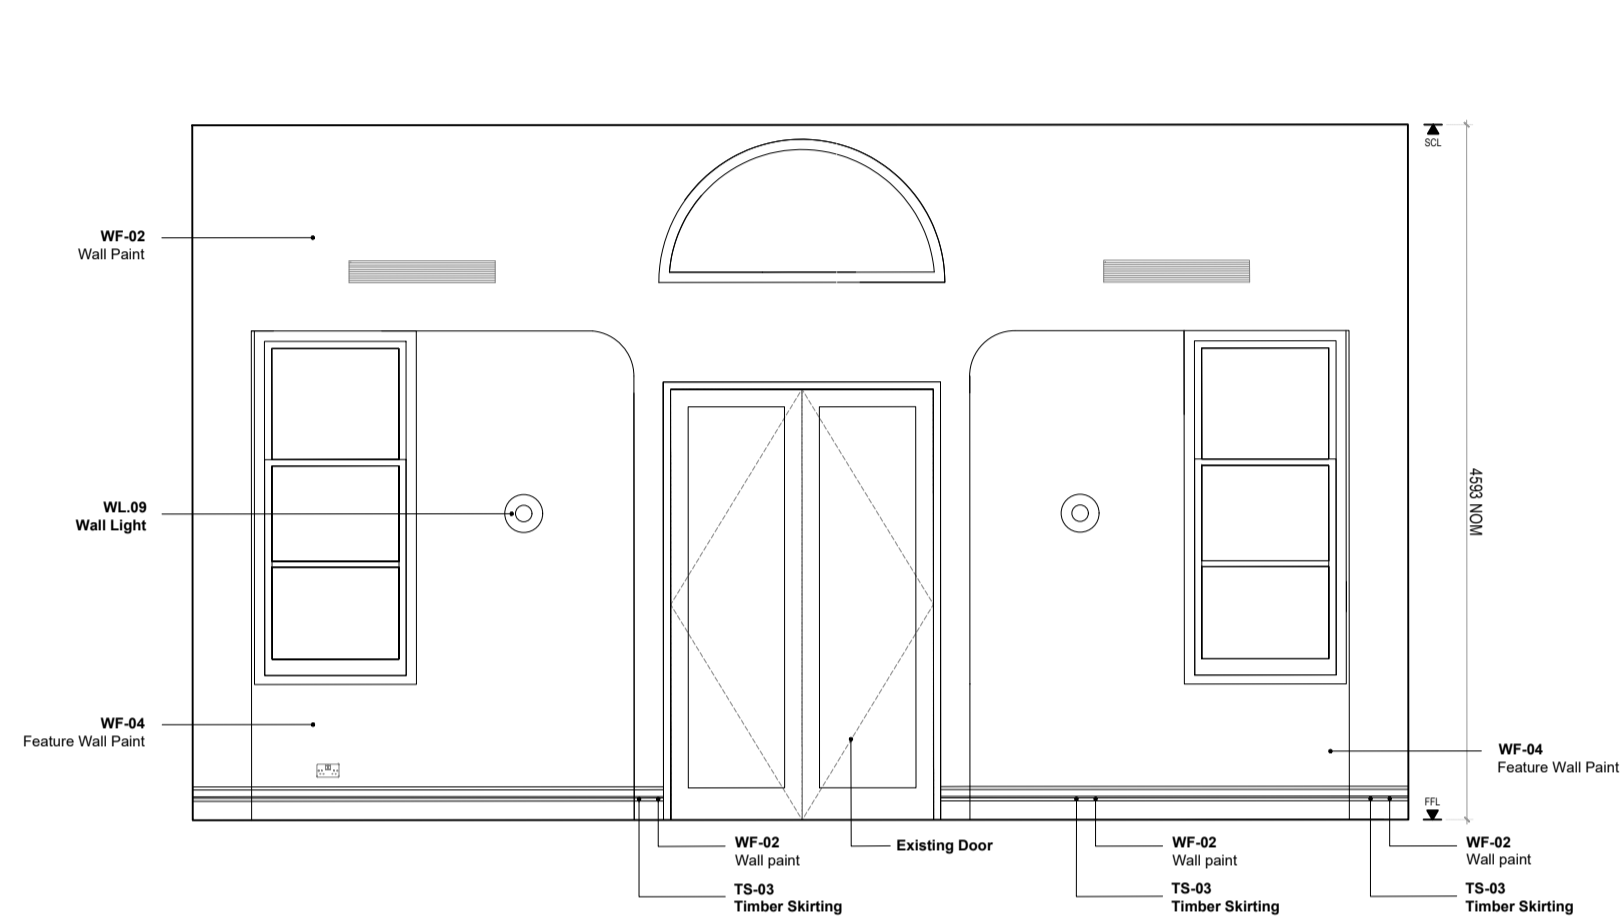 SCL
WF-02
Wall Paint
WL.09
Wall Light
4593 NOM
WF-04
Feature Wall Paint
WF-04
Feature Wall Paint
FFL
WF-02
Wall paint
Existing Door
WF-02
Wall paint
WF-02
Wall paint
TS-03
Timber Skirting
TS-03
Timber Skirting
TS-03
Timber Skirting